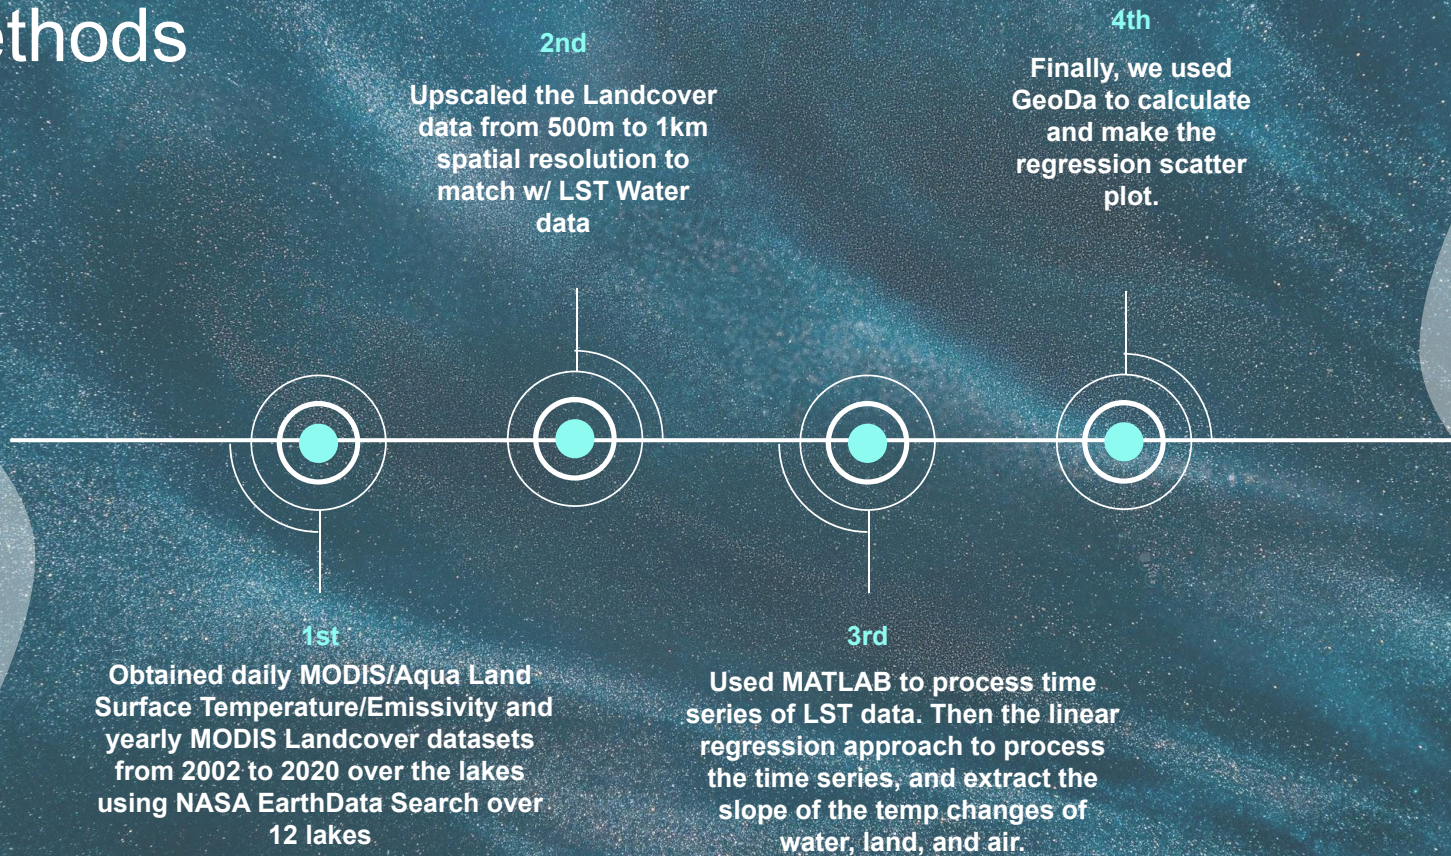 ethods
1st
Obtained daily MODIS/Aqua Land
Surface Temperature/Emissivity and
yearly MODIS Landcover datasets
from 2002 to 2020 over the lakes
using NASA EarthData Search over
12 lakes
2nd
Upscaled the Landcover
data from 500m to 1km
spatial resolution to
match w/ LST Water
data
3rd
Used MATLAB to process time
series of LST data. Then the linear
regression approach to process
the time series, and extract the
slope of the temp changes of
water, land, and air.
4th
Finally, we used
GeoDa to calculate
and make the
regression scatter
plot.